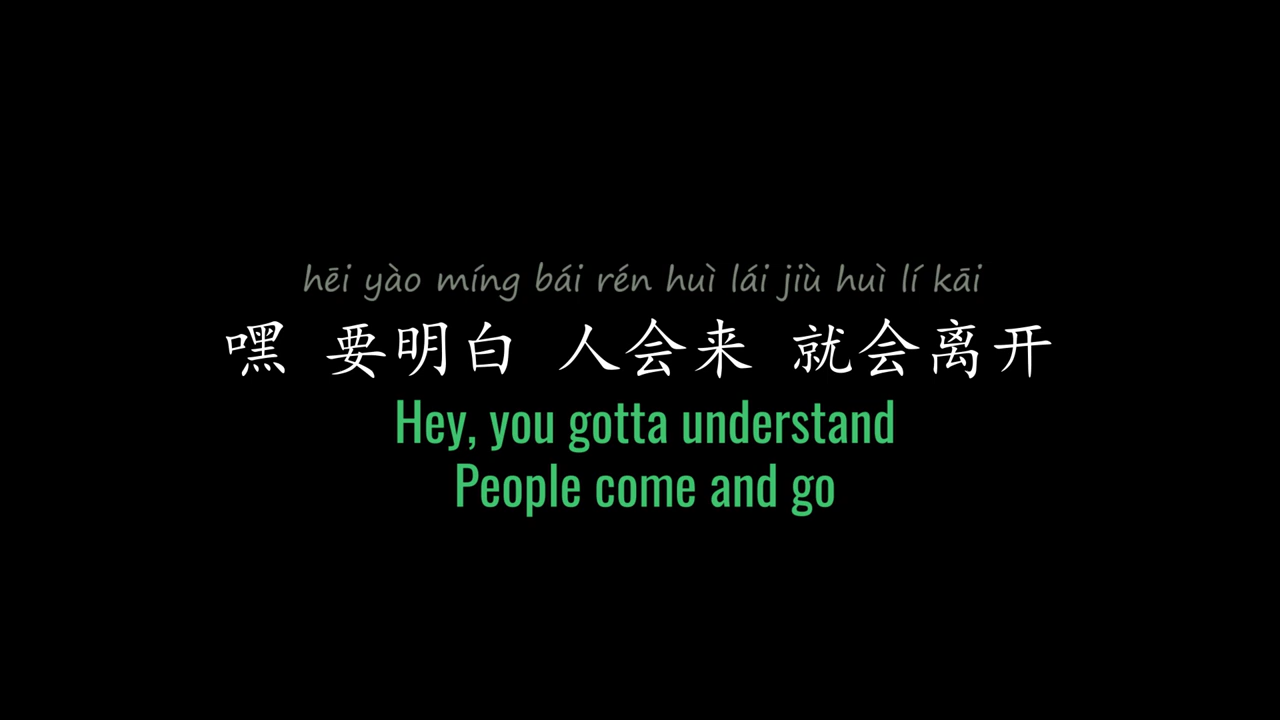 hēi yào míng bái rén huì lái jiù huì lí kāi
嘿 要明白 人会来 就会离开
Hey, you gotta understand
People come and go